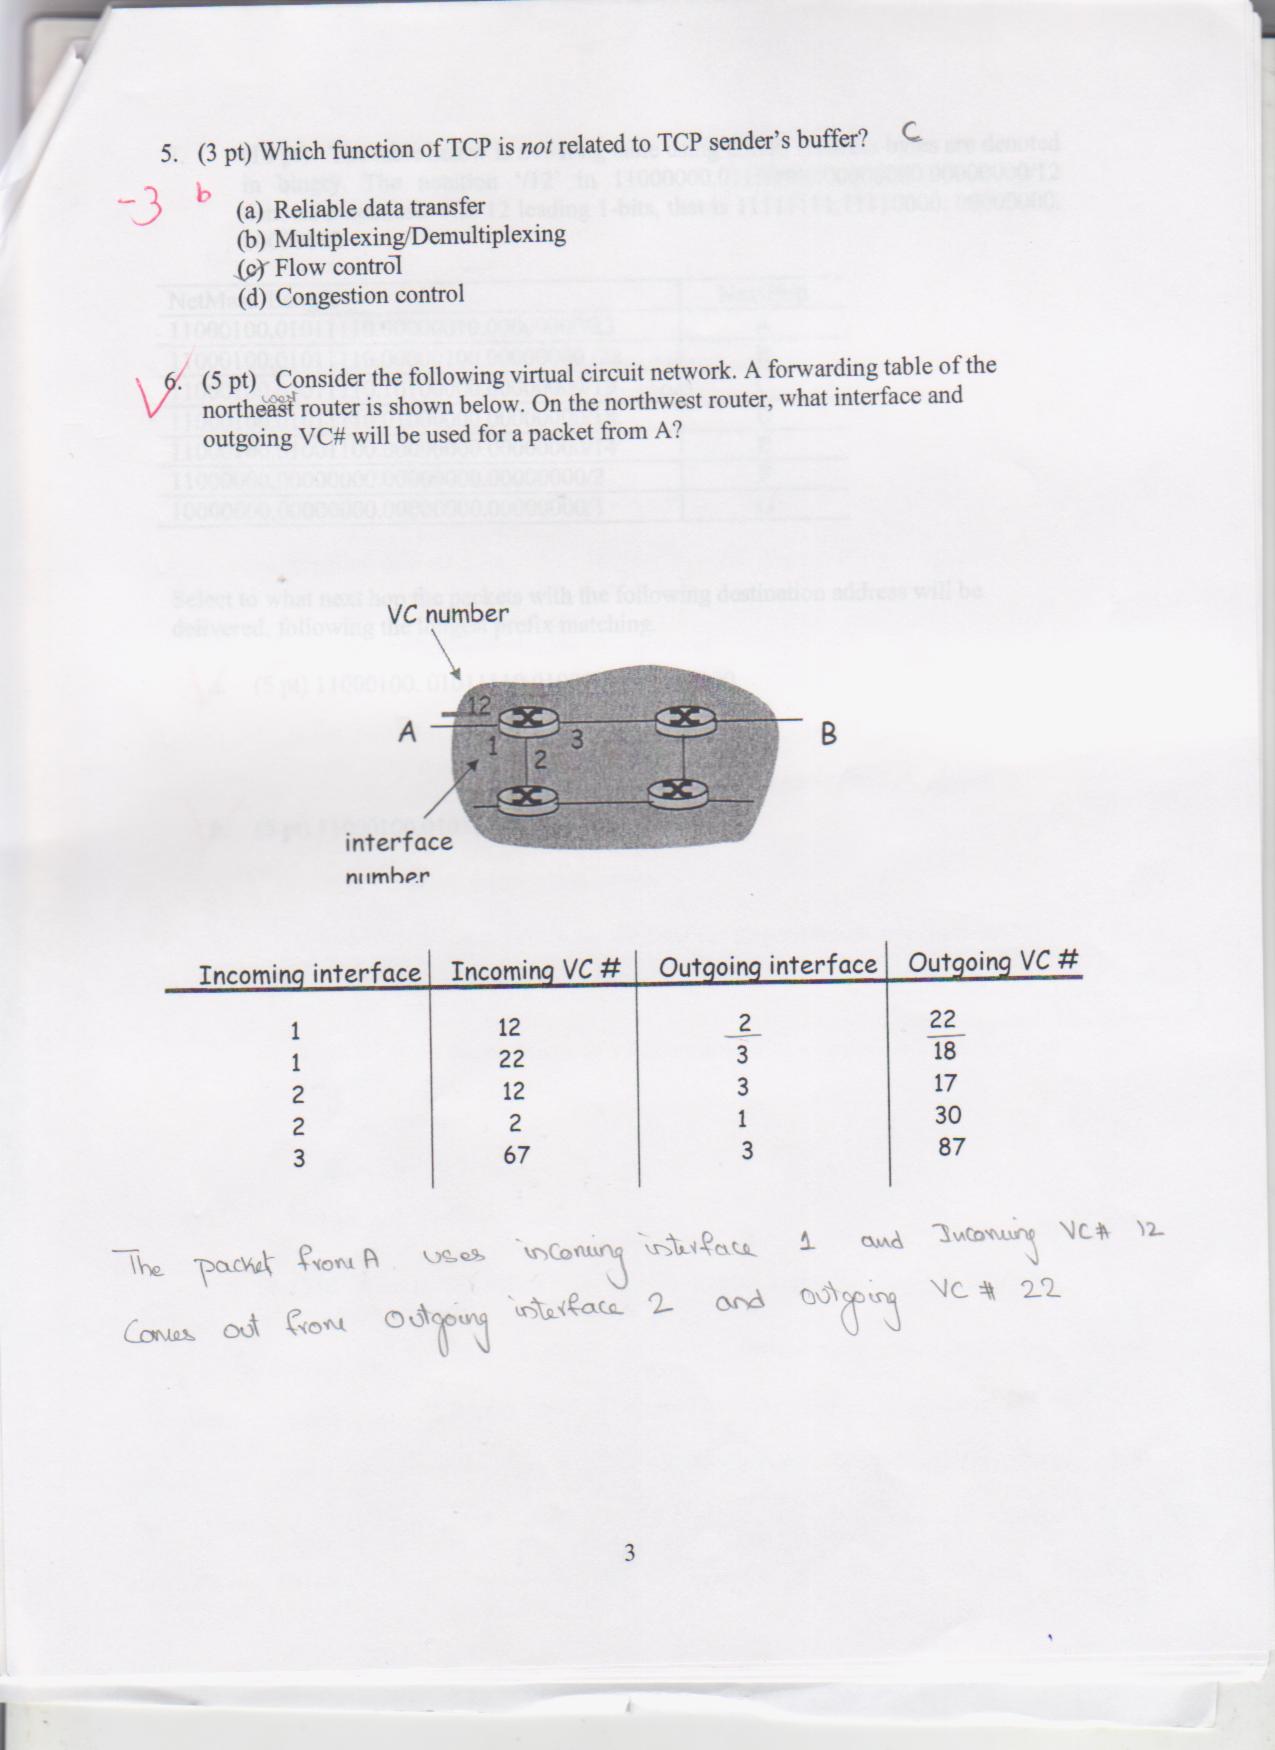 5. (3 pt) Which function of TCP is not related to TCP sender's buffer? C
-3 b
(a) Reliable data transfer
(b) Multiplexing/Demultiplexing
(c) Flow control
(d) Congestion control
6. (5 pt) Consider the following virtual circuit network. A forwarding table of the
west
northeast router is shown below. On the northwest router, what interface and
outgoing VC# will be used for a packet from A?
VC number
12
A
1
2
3
B
interface
number
Incoming interface Incoming VC # Outgoing interface Outgoing VC #
1 12 2 22
1 22 3 18
2 12 3 17
2 2 1 30
3 67 3 87
The packet from A uses incoming interface 1 and Incoming VC# 12
Comes out from Outgoing interface 2 and outgoing VC # 22
3